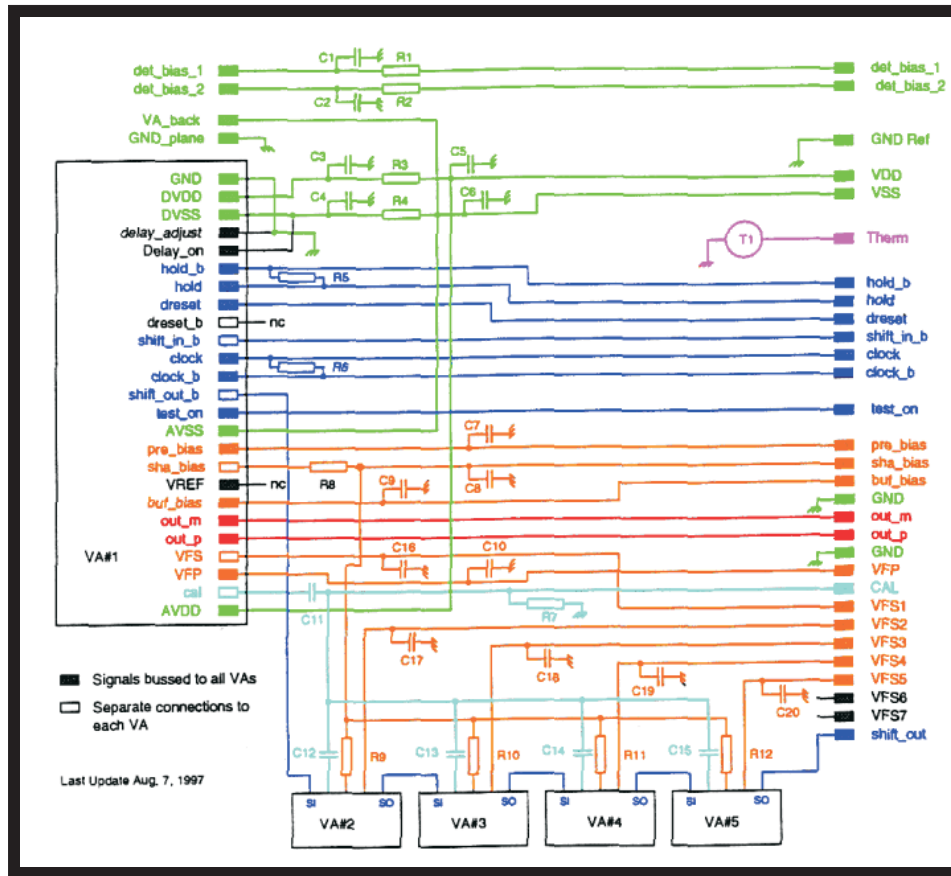 C1
R1
det_bias_1
det_bias_1
det_bias_2
det_bias_2
C2
R2
VA_back
GND_plane
GND Ref
C3
R3
C5
GND
VDD
DVDD
C4
R4
C6
VSS
DVSS
delay_adjust
T1
Therm
Delay_on
hold_b
R5
hold_b
hold
hold
dreset
dreset
dreset_b
nc
shift_in_b
shift_in_b
clock
clock
R6
clock_b
clock_b
shift_out_b
test_on
test_on
AVSS
C7
pre_bias
pre_bias
sha_bias
sha_bias
R8
C9
C8
VREF
nc
buf_bias
buf_bias
GND
out_m
out_m
out_p
out_p
VA#1
C16
C10
GND
VFS
VFP
VFP
cal
CAL
C11
R7
AVDD
VFS1
VFS2
C17
VFS3
C18
VFS4
C19
VFS5
C20
Signals bussed to all VAs
VFS6
Separate connections to
each VA
VFS7
shift_out
C12
R9
C13
R10
C14
R11
C15
R12
Last Update Aug. 7, 1997
SI
SO
SI
SO
SI
SO
SI
SO
VA#2
VA#3
VA#4
VA#5